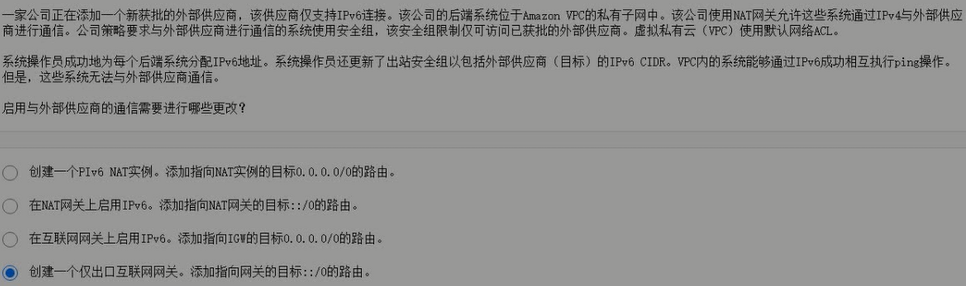 一家公司正在添加一个新获批的外部供应商，该供应商仅支持IPv6连接。该公司的后端系统位于Amazon VPC的私有子网中。该公司使用NAT网关允许这些系统通过IPv4与外部供应
商进行通信。公司策略要求与外部供应商进行通信的系统使用安全组，该安全组限制仅可访问已获批的外部供应商。虚拟私有云（VPC）使用默认网络ACL。
系统操作员成功地为每个后端系统分配IPv6地址。系统操作员还更新了出站安全组以包括外部供应商（目标）的IPv6 CIDR。VPC内的系统能够通过IPv6成功相互执行ping操作。
但是，这些系统无法与外部供应商通信。
启用与外部供应商的通信需要进行哪些更改？
创建一个PIv6 NAT实例。添加指向NAT实例的目标0.0.0.0/0的路由。
在NAT网关上启用IPv6。添加指向NAT网关的目标::/0的路由。
在互联网网关上启用IPv6。添加指向IGW的目标0.0.0.0/0的路由。
创建一个仅出口互联网网关。添加指向网关的目标::/0的路由。